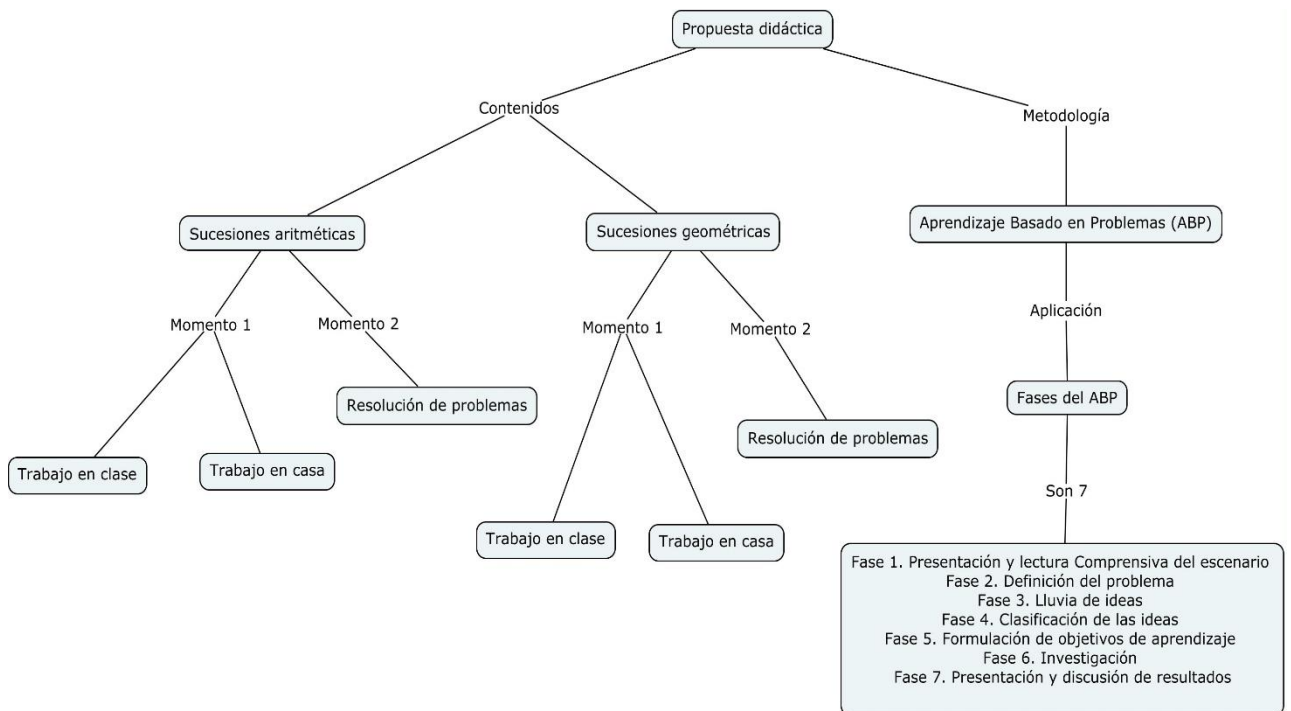 Propuesta didáctica
Contenidos
Metodología
Sucesiones aritméticas
Sucesiones geométricas
Aprendizaje Basado en Problemas (ABP)
Momento 1
Momento 2
Momento 1
Momento 2
Aplicación
Resolución de problemas
Fases del ABP
Trabajo en clase
Trabajo en casa
Resolución de problemas
Son 7
Trabajo en clase
Trabajo en casa
Fase 1. Presentación y lectura Comprensiva del escenario
Fase 2. Definición del problema
Fase 3. Lluvia de ideas
Fase 4. Clasificación de las ideas
Fase 5. Formulación de objetivos de aprendizaje
Fase 6. Investigación
Fase 7. Presentación y discusión de resultados